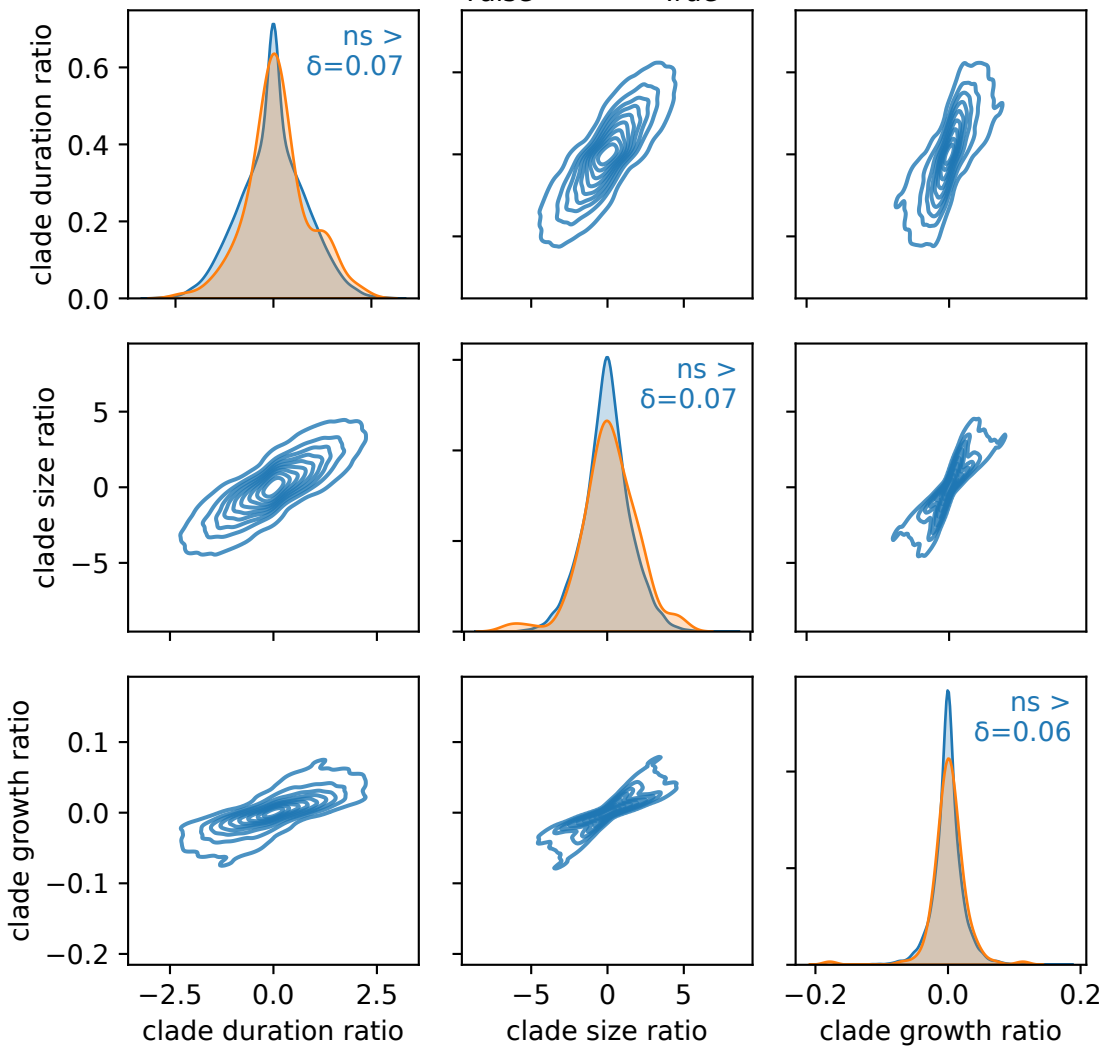 clade duration ratio
0.6
0.4
0.2
0.0
ns >
δ=0.07
clade size ratio
5
0
−5
ns >
δ=0.07
clade growth ratio
0.1
0.0
−0.1
−0.2
ns >
δ=0.06
−2.5 0.0 2.5
clade duration ratio
−5 0 5
clade size ratio
−0.2 0.0 0.2
clade growth ratio